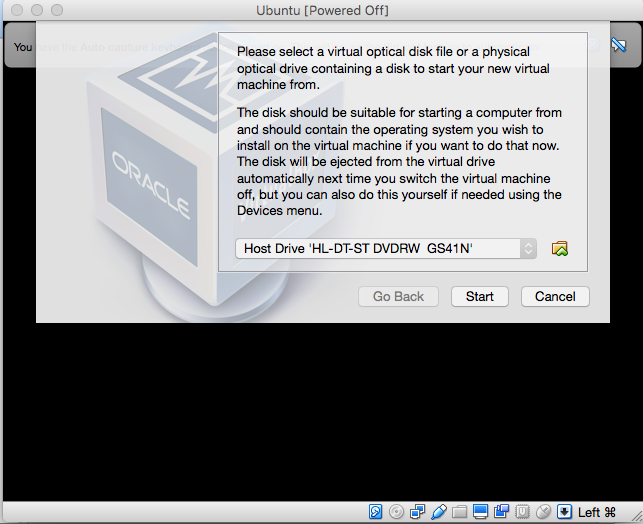 Ubuntu [Powered Off]
You have the Auto capture keyboard
Please select a virtual optical disk file or a physical
optical drive containing a disk to start your new virtual
machine from.
The disk should be suitable for starting a computer from
and should contain the operating system you wish to
install on the virtual machine if you want to do that now.
The disk will be ejected from the virtual drive
automatically next time you switch the virtual machine
off, but you can also do this yourself if needed using the
Devices menu.
ORACLE
Host Drive 'HL-DT-ST DVDRW  GS41N'
Go Back
Start
Cancel
Left ⌘